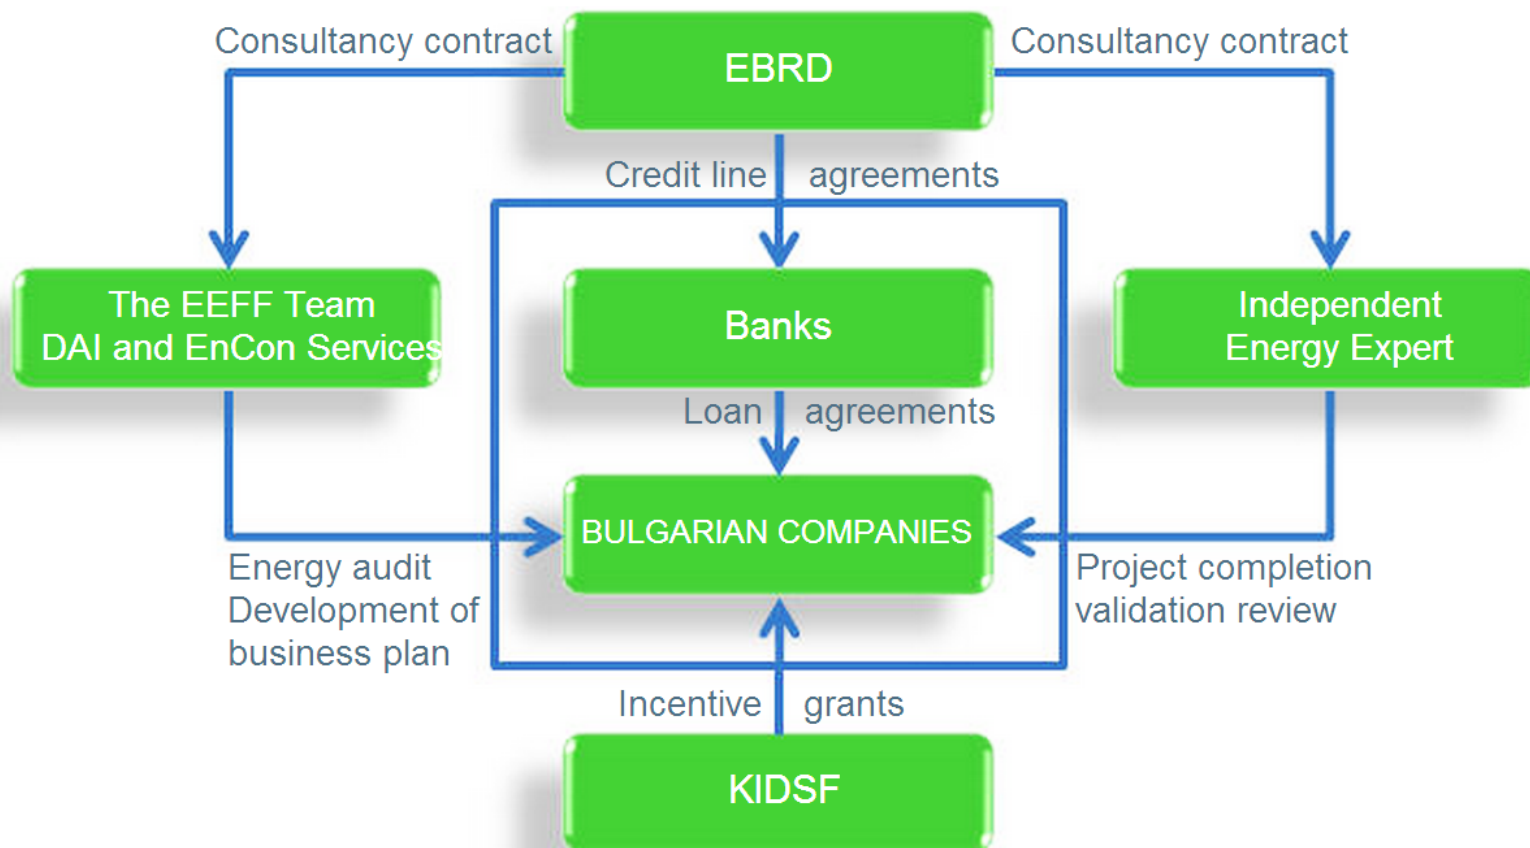 Consultancy contract
EBRD
Consultancy contract
Credit line agreements
The EEFF Team
DAI and EnCon Services
Banks
Independent
Energy Expert
Loan agreements
BULGARIAN COMPANIES
Energy audit
Development of
business plan
Project completion
validation review
Incentive grants
KIDSF